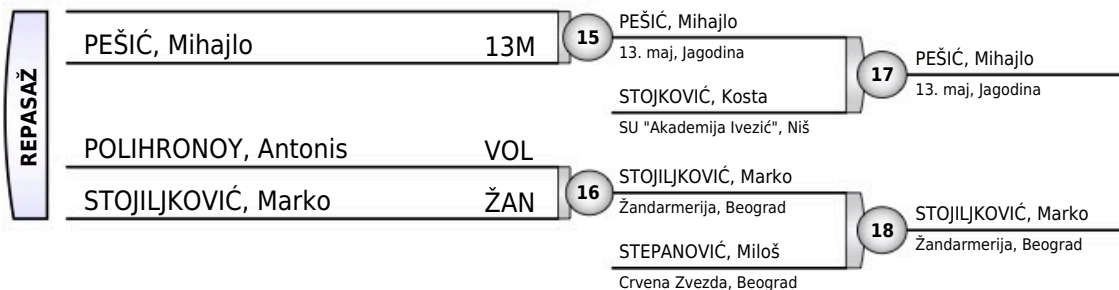 REPASAŽ
PEŠIĆ, Mihajlo 13M
POLIHRONOY, Antonis VOL
STOJILJKOVIĆ, Marko ŽAN
15
PEŠIĆ, Mihajlo
13. maj, Jagodina
STOJKOVIĆ, Kosta
SU "Akademija Ivezić", Niš
16
STOJILJKOVIĆ, Marko
Žandarmerija, Beograd
STEPANOVIĆ, Miloš
Crvena Zvezda, Beograd
17
PEŠIĆ, Mihajlo
13. maj, Jagodina
18
STOJILJKOVIĆ, Marko
Žandarmerija, Beograd